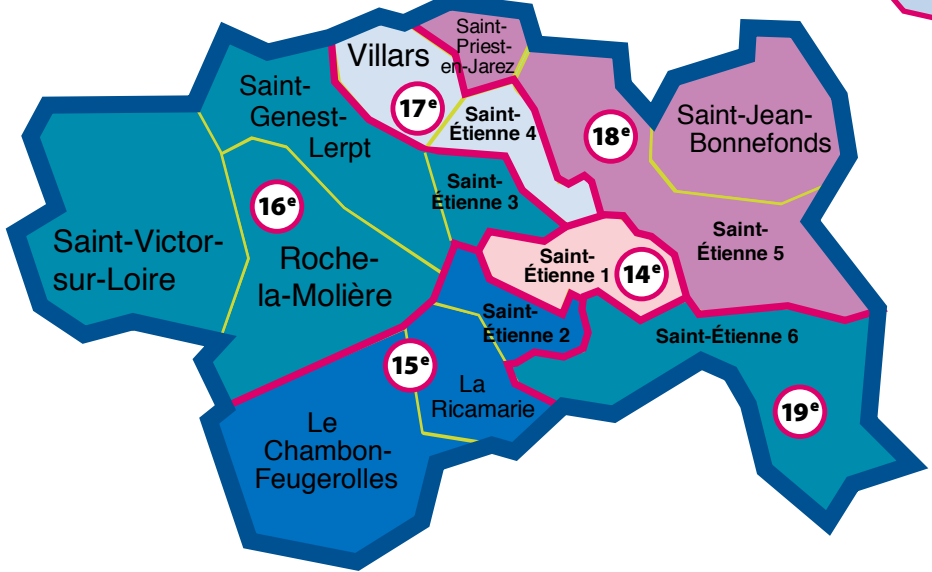 Saint-
Priest-
en-Jarez
Villars
17e
Saint-
Étienne 4
Saint-
Genest-
Lerpt
18e
Saint-Jean-
Bonnefonds
16e
Saint-
Étienne 3
Saint-Victor-
sur-Loire
Roche-
la-Molière
Saint-
Étienne 1
14e
Saint-
Étienne 5
Saint-
Étienne 2
Saint-Étienne 6
15e
La
Ricamarie
19e
Le
Chambon-
Feugerolles